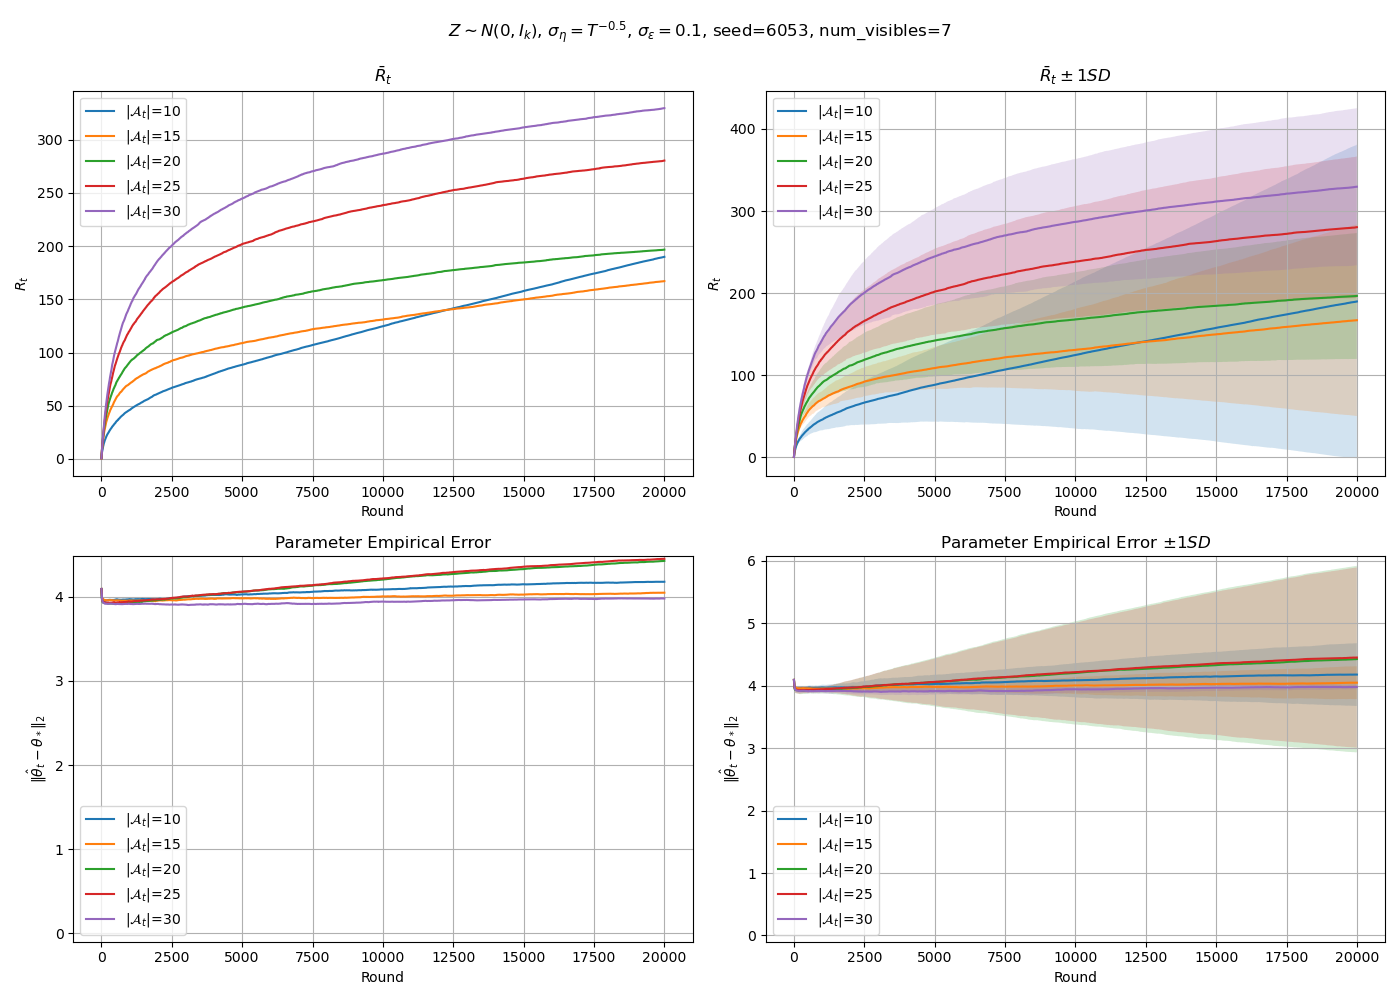 Z ∼ N(0, I_k), σ_η = T^{−0.5}, σ_ε = 0.1, seed=6053, num_visibles=7
R̄_t
|𝒜_t|=10
|𝒜_t|=15
|𝒜_t|=20
|𝒜_t|=25
|𝒜_t|=30
R_t
300
250
200
150
100
50
0
0 2500 5000 7500 10000 12500 15000 17500 20000
Round
R̄_t ± 1SD
|𝒜_t|=10
|𝒜_t|=15
|𝒜_t|=20
|𝒜_t|=25
|𝒜_t|=30
R_t
400
300
200
100
0
0 2500 5000 7500 10000 12500 15000 17500 20000
Round
Parameter Empirical Error
‖θ̂_t − θ_*‖_2
4
3
2
1
0
|𝒜_t|=10
|𝒜_t|=15
|𝒜_t|=20
|𝒜_t|=25
|𝒜_t|=30
0 2500 5000 7500 10000 12500 15000 17500 20000
Round
Parameter Empirical Error ±1SD
‖θ̂_t − θ_*‖_2
6
5
4
3
2
1
0
|𝒜_t|=10
|𝒜_t|=15
|𝒜_t|=20
|𝒜_t|=25
|𝒜_t|=30
0 2500 5000 7500 10000 12500 15000 17500 20000
Round